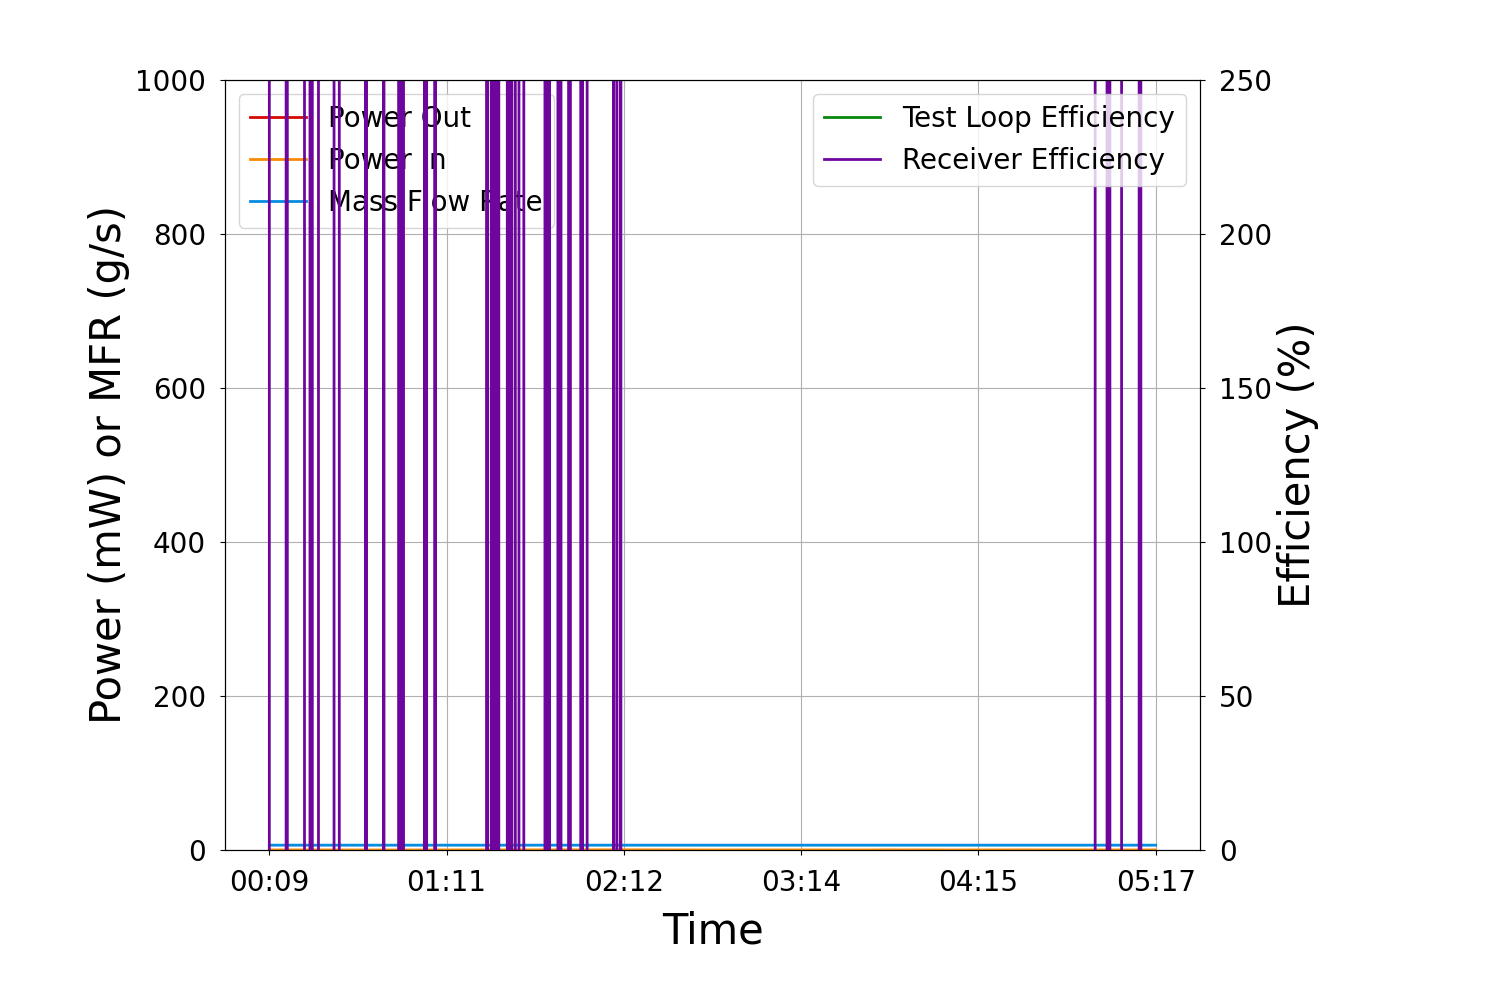 1000
800
600
400
200
0
Power (mW) or MFR (g/s)
Power Out
Power In
Mass Flow Rate
Test Loop Efficiency
Receiver Efficiency
250
200
150
100
50
0
Efficiency (%)
00:09 01:11 02:12 03:14 04:15 05:17
Time